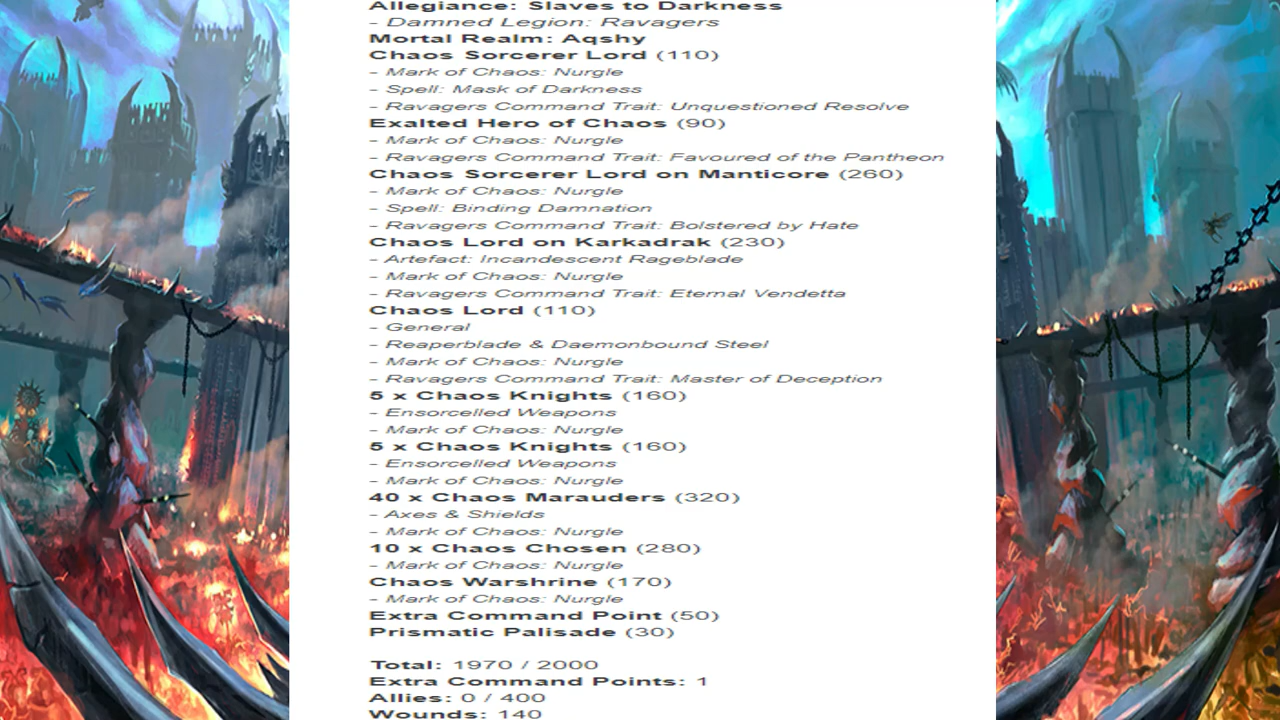 Allegiance: Slaves to Darkness
- Damned Legion: Ravagers
Mortal Realm: Aqshy
Chaos Sorcerer Lord (110)
- Mark of Chaos: Nurgle
- Spell: Mask of Darkness
- Ravagers Command Trait: Unquestioned Resolve
Exalted Hero of Chaos (90)
- Mark of Chaos: Nurgle
- Ravagers Command Trait: Favoured of the Pantheon
Chaos Sorcerer Lord on Manticore (260)
- Mark of Chaos: Nurgle
- Spell: Binding Damnation
- Ravagers Command Trait: Bolstered by Hate
Chaos Lord on Karkadrak (230)
- Artefact: Incandescent Rageblade
- Mark of Chaos: Nurgle
- Ravagers Command Trait: Eternal Vendetta
Chaos Lord (110)
- General
- Reaperblade & Daemonbound Steel
- Mark of Chaos: Nurgle
- Ravagers Command Trait: Master of Deception
5 x Chaos Knights (160)
- Ensorcelled Weapons
- Mark of Chaos: Nurgle
5 x Chaos Knights (160)
- Ensorcelled Weapons
- Mark of Chaos: Nurgle
40 x Chaos Marauders (320)
- Axes & Shields
- Mark of Chaos: Nurgle
10 x Chaos Chosen (280)
- Mark of Chaos: Nurgle
Chaos Warshrine (170)
- Mark of Chaos: Nurgle
Extra Command Point (50)
Prismatic Palisade (30)
Total: 1970 / 2000
Extra Command Points: 1
Allies: 0 / 400
Wounds: 140